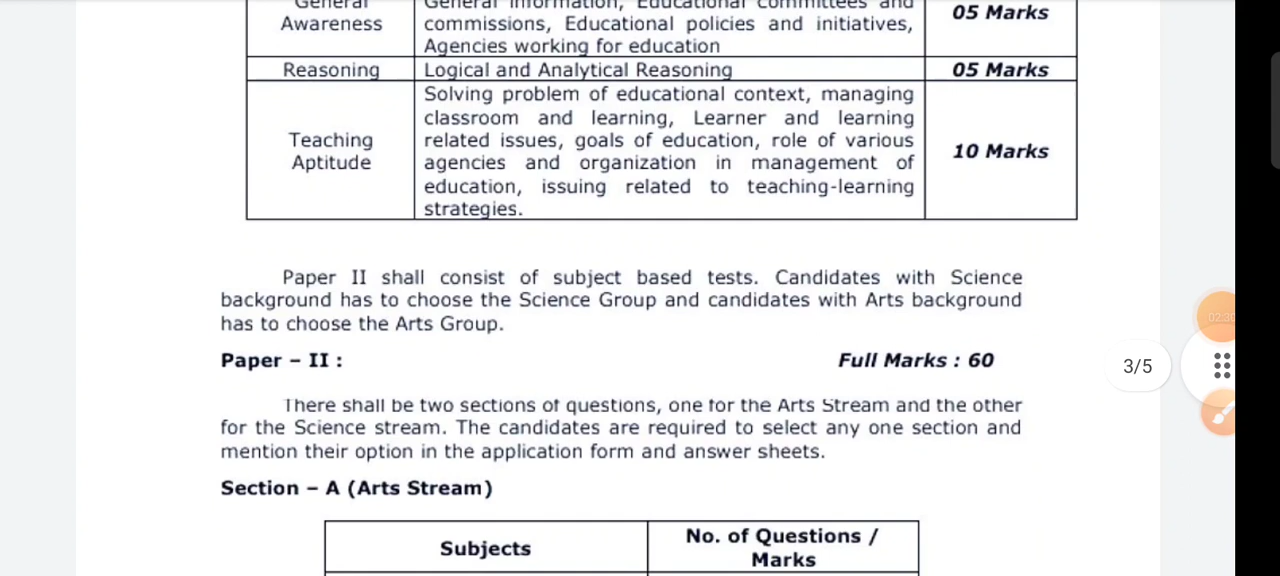 General
Awareness
General Information, Educational committees and
commissions, Educational policies and initiatives,
Agencies working for education
05 Marks
Reasoning
Logical and Analytical Reasoning
05 Marks
Teaching
Aptitude
Solving problem of educational context, managing
classroom and learning, Learner and learning
related issues, goals of education, role of various
agencies and organization in management of
education, issuing related to teaching-learning
strategies.
10 Marks
Paper II shall consist of subject based tests. Candidates with Science
background has to choose the Science Group and candidates with Arts background
has to choose the Arts Group.
Paper – II :
Full Marks : 60
There shall be two sections of questions, one for the Arts Stream and the other
for the Science stream. The candidates are required to select any one section and
mention their option in the application form and answer sheets.
Section – A (Arts Stream)
Subjects
No. of Questions /
Marks
3/5